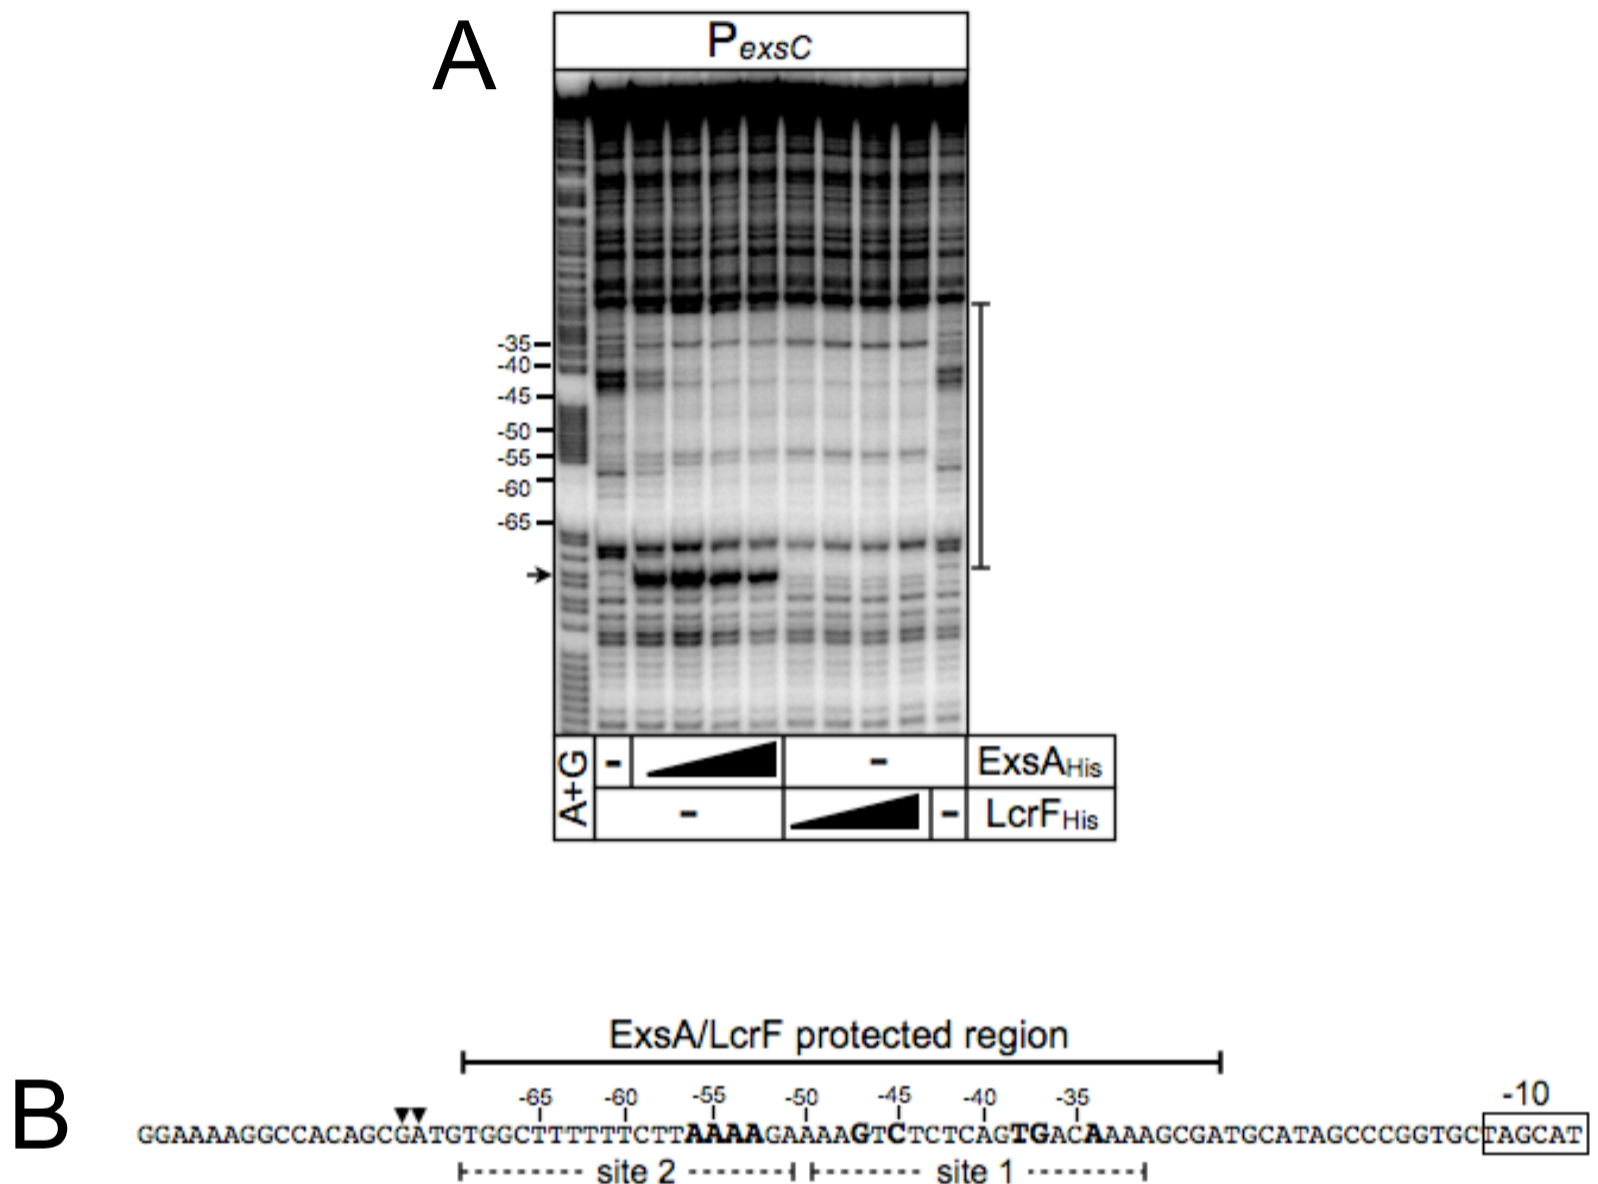 A
PexsC
-35
-40
-45
-50
-55
-60
-65
A+G
- - ExsAHis
- - LcrFHis
B
ExsA/LcrF protected region
-65 -60 -55 -50 -45 -40 -35 -10
GGAAAAGGCCACAGCGATGTGGCTTTTTTCTTAAAAGAAAAGTCTCTCAGTGACAAAAGCGATGCATAGCCCGGTGCTAGCAT
site 2 site 1